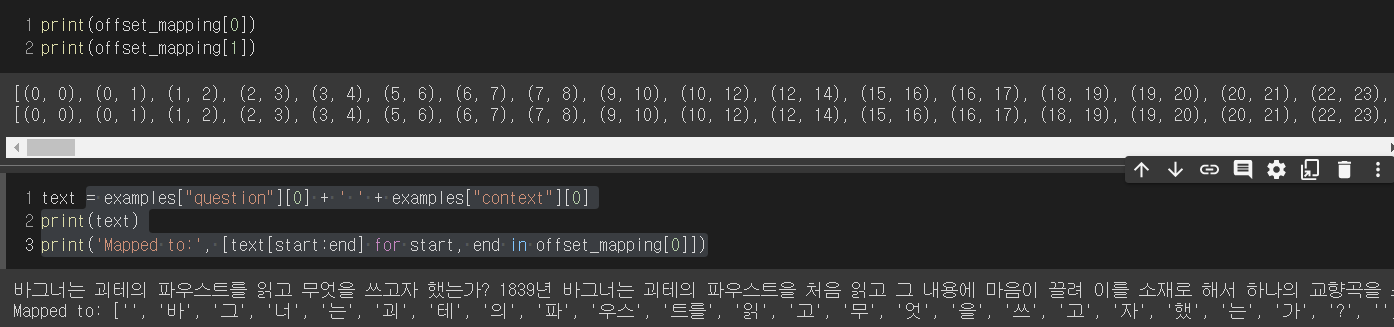 1 print(offset_mapping[0])
2 print(offset_mapping[1])
[(0, 0), (0, 1), (1, 2), (2, 3), (3, 4), (5, 6), (6, 7), (7, 8), (9, 10), (10, 12), (12, 14), (15, 16), (16, 17), (18, 19), (19, 20), (20, 21), (22, 23),
[(0, 0), (0, 1), (1, 2), (2, 3), (3, 4), (5, 6), (6, 7), (7, 8), (9, 10), (10, 12), (12, 14), (15, 16), (16, 17), (18, 19), (19, 20), (20, 21), (22, 23),
1 text = examples["question"][0] + ' ' + examples["context"][0]
2 print(text)
3 print('Mapped to:', [text[start:end] for start, end in offset_mapping[0]])
바그너는 괴테의 파우스트를 읽고 무엇을 쓰고자 했는가? 1839년 바그너는 괴테의 파우스트을 처음 읽고 그 내용에 마음이 끌려 이를 소재로 해서 하나의 교향곡을
Mapped to: ['', '바', '그', '너', '는', '괴', '테', '의', '파', '우스', '트를', '읽', '고', '무', '엇', '을', '쓰', '고', '자', '했', '는', '가', '?', '',